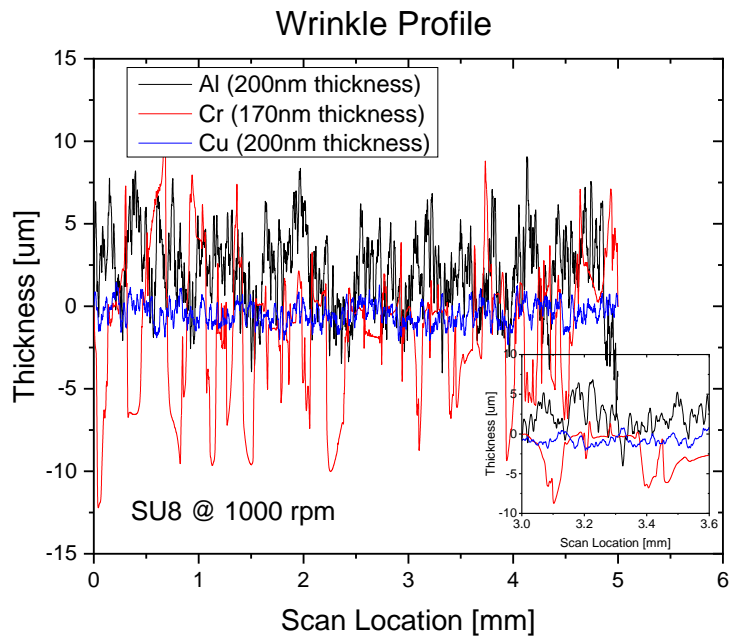 Wrinkle Profile
Thickness [um]
15
10
5
0
-5
-10
-15
Al (200nm thickness)
Cr (170nm thickness)
Cu (200nm thickness)
SU8 @ 1000 rpm
Thickness [um]
10
5
0
-5
-10
3.0 3.2 3.4 3.6
Scan Location [mm]
0 1 2 3 4 5 6
Scan Location [mm]